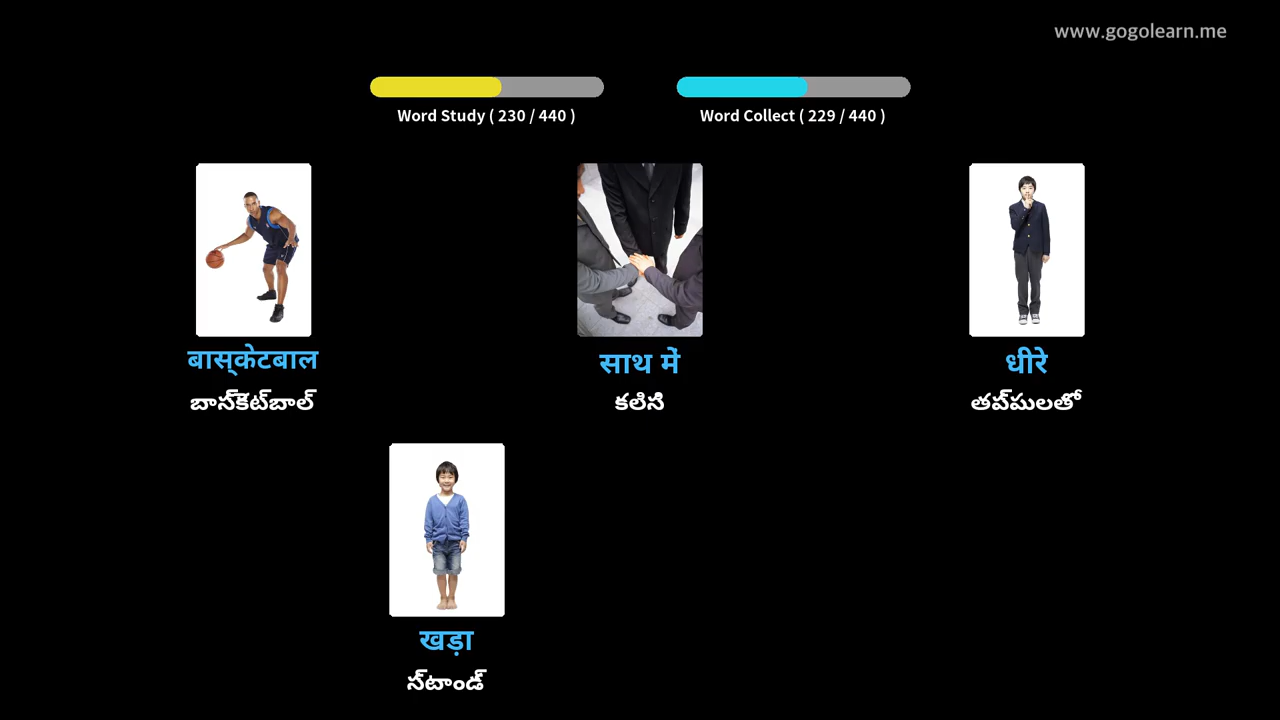 www.gogolearn.me
Word Study ( 230 / 440 )
Word Collect ( 229 / 440 )
बास्केटबाल
బాస్‌కెట్‌బాల్
साथ में
కలిసి
धीरे
తప్‌పులతో
खड़ा
స్‌టాండ్